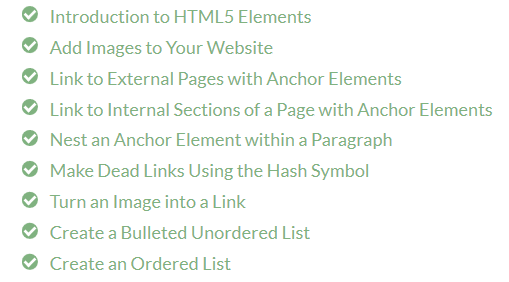 Introduction to HTML5 Elements
Add Images to Your Website
Link to External Pages with Anchor Elements
Link to Internal Sections of a Page with Anchor Elements
Nest an Anchor Element within a Paragraph
Make Dead Links Using the Hash Symbol
Turn an Image into a Link
Create a Bulleted Unordered List
Create an Ordered List